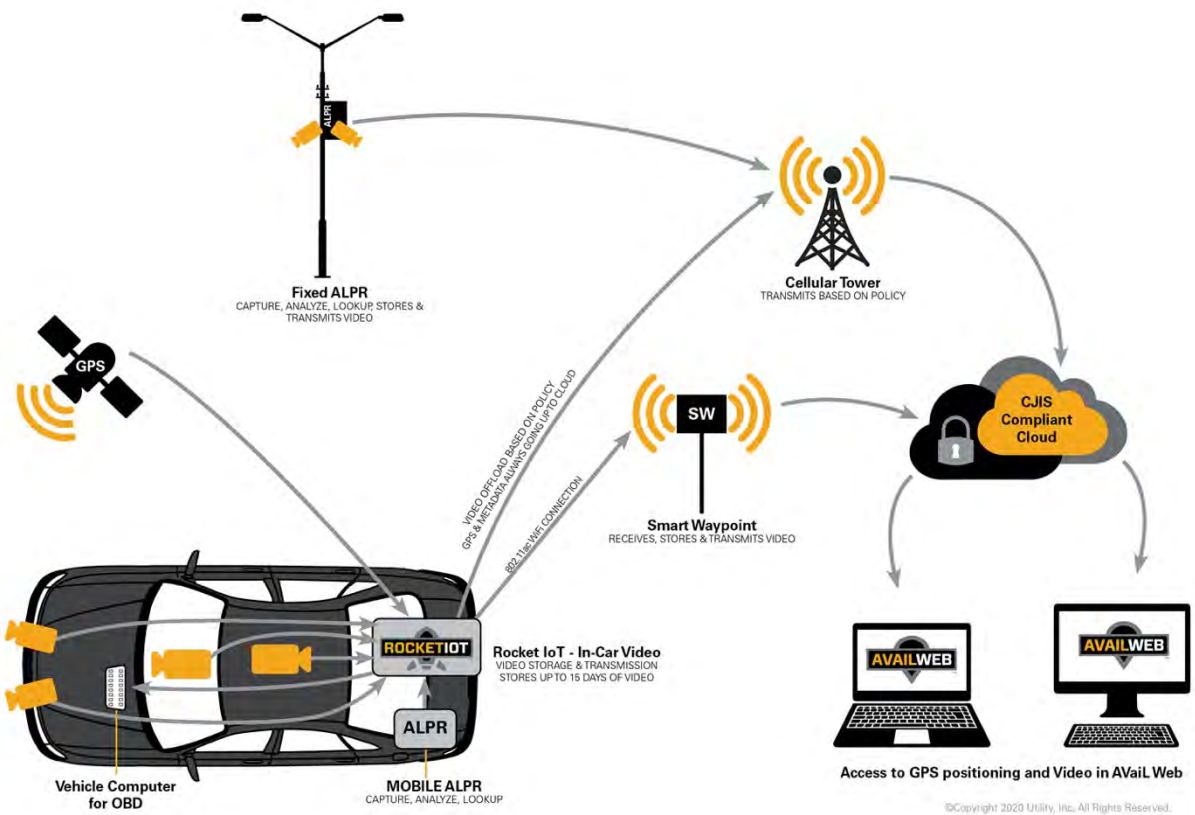 ALPR
Fixed ALPR
CAPTURE, ANALYZE, LOOKUP, STORES &
TRANSMITS VIDEO
GPS
Cellular Tower
TRANSMITS BASED ON POLICY
VIDEO OFFLOAD BASED ON POLICY
GPS & METADATA ALWAYS GOING UP TO CLOUD
802.11ac WiFi CONNECTION
SW
Smart Waypoint
RECEIVES, STORES & TRANSMITS VIDEO
CJIS
Compliant
Cloud
ROCKETIOT
Rocket IoT - In-Car Video
VIDEO STORAGE & TRANSMISSION
STORES UP TO 15 DAYS OF VIDEO
ALPR
Vehicle Computer
for OBD
MOBILE ALPR
CAPTURE, ANALYZE, LOOKUP
AVAILWEB
AVAILWEB
Access to GPS positioning and Video in AVaiL Web
©Copyright 2020 Utility, Inc, All Rights Reserved.